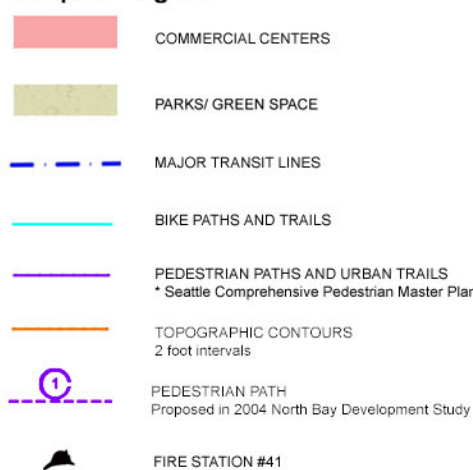 COMMERCIAL CENTERS
PARKS/ GREEN SPACE
MAJOR TRANSIT LINES
BIKE PATHS AND TRAILS
PEDESTRIAN PATHS AND URBAN TRAILS
* Seattle Comprehensive Pedestrian Master Plan
TOPOGRAPHIC CONTOURS
2 foot intervals
1
PEDESTRIAN PATH
Proposed in 2004 North Bay Development Study
FIRE STATION #41